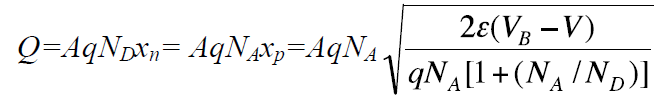 Q=AqN_Dx_n= AqN_Ax_p=AqN_A√(2ε(V_B −V) / qN_A[1+(N_A /N_D)])